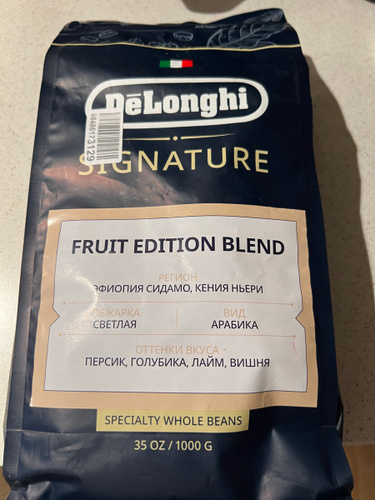 DēLonghi
SIGNATURE
FRUIT EDITION BLEND
РЕГИОН
ЭФИОПИЯ СИДАМО, КЕНИЯ НЬЕРИ
ОБЖАРКА ВИД
СВЕТЛАЯ АРАБИКА
ОТТЕНКИ ВКУСА
ПЕРСИК, ГОЛУБИКА, ЛАЙМ, ВИШНЯ
SPECIALTY WHOLE BEANS
35 OZ / 1000 G